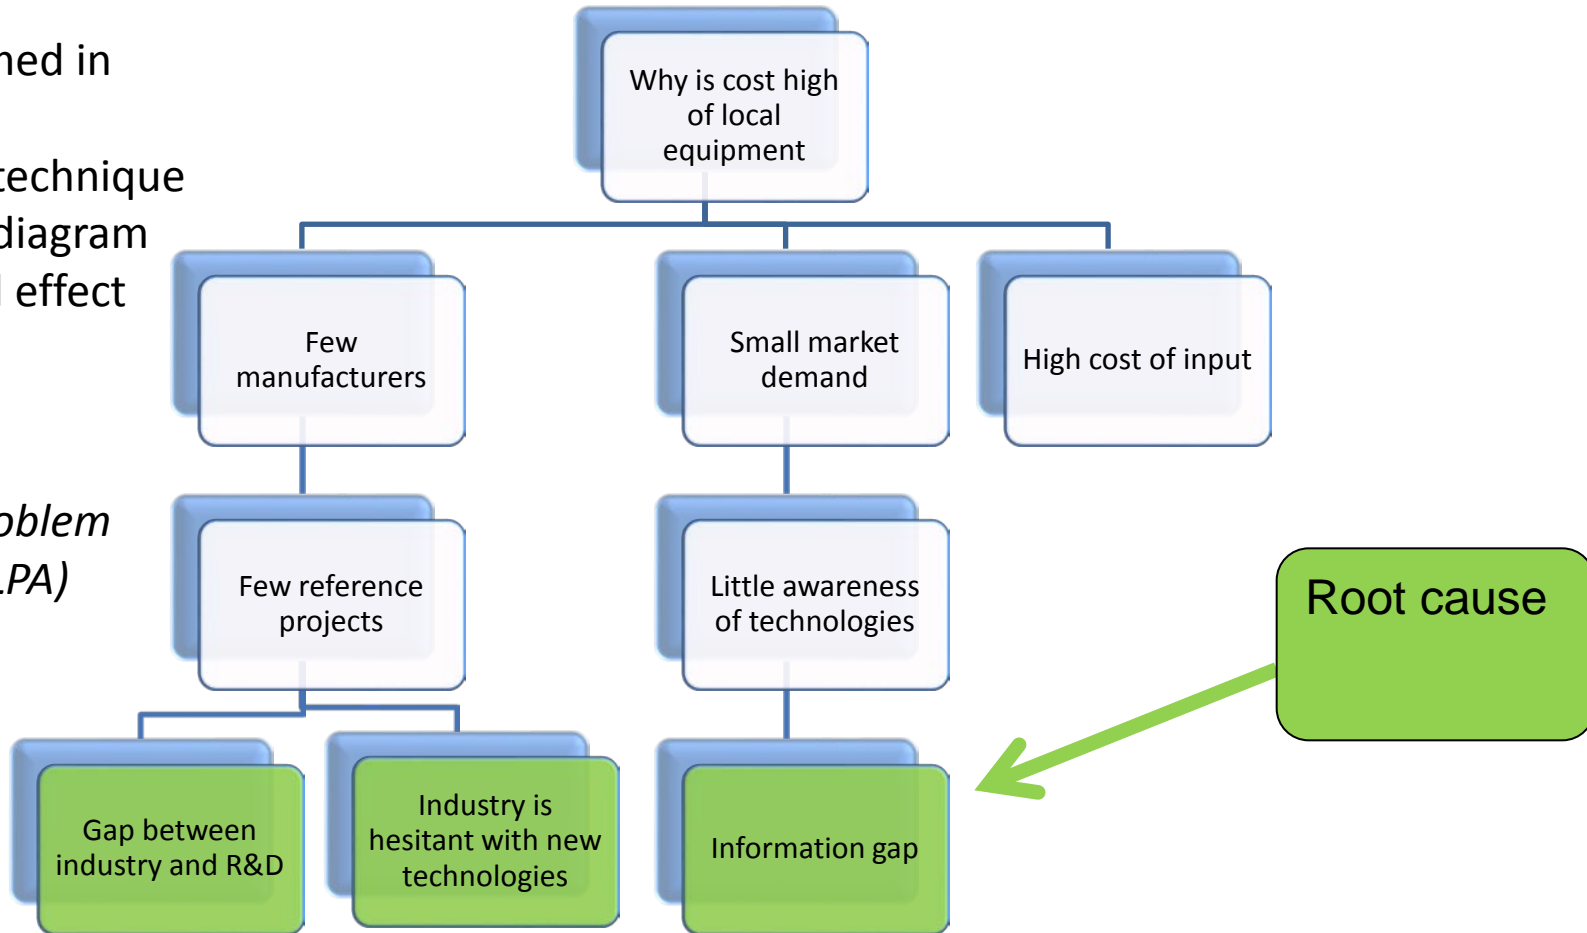 ned in
technique
diagram
l effect
oblem
LPA)
Why is cost high
of local
equipment
Few
manufacturers
Small market
demand
High cost of input
Few reference
projects
Little awareness
of technologies
Gap between
industry and R&D
Industry is
hesitant with new
technologies
Information gap
Root cause